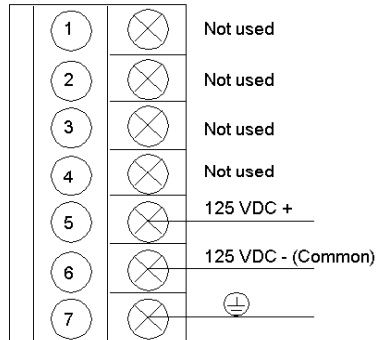 1 Not used
2 Not used
3 Not used
4 Not used
5 125 VDC +
6 125 VDC - (Common)
7